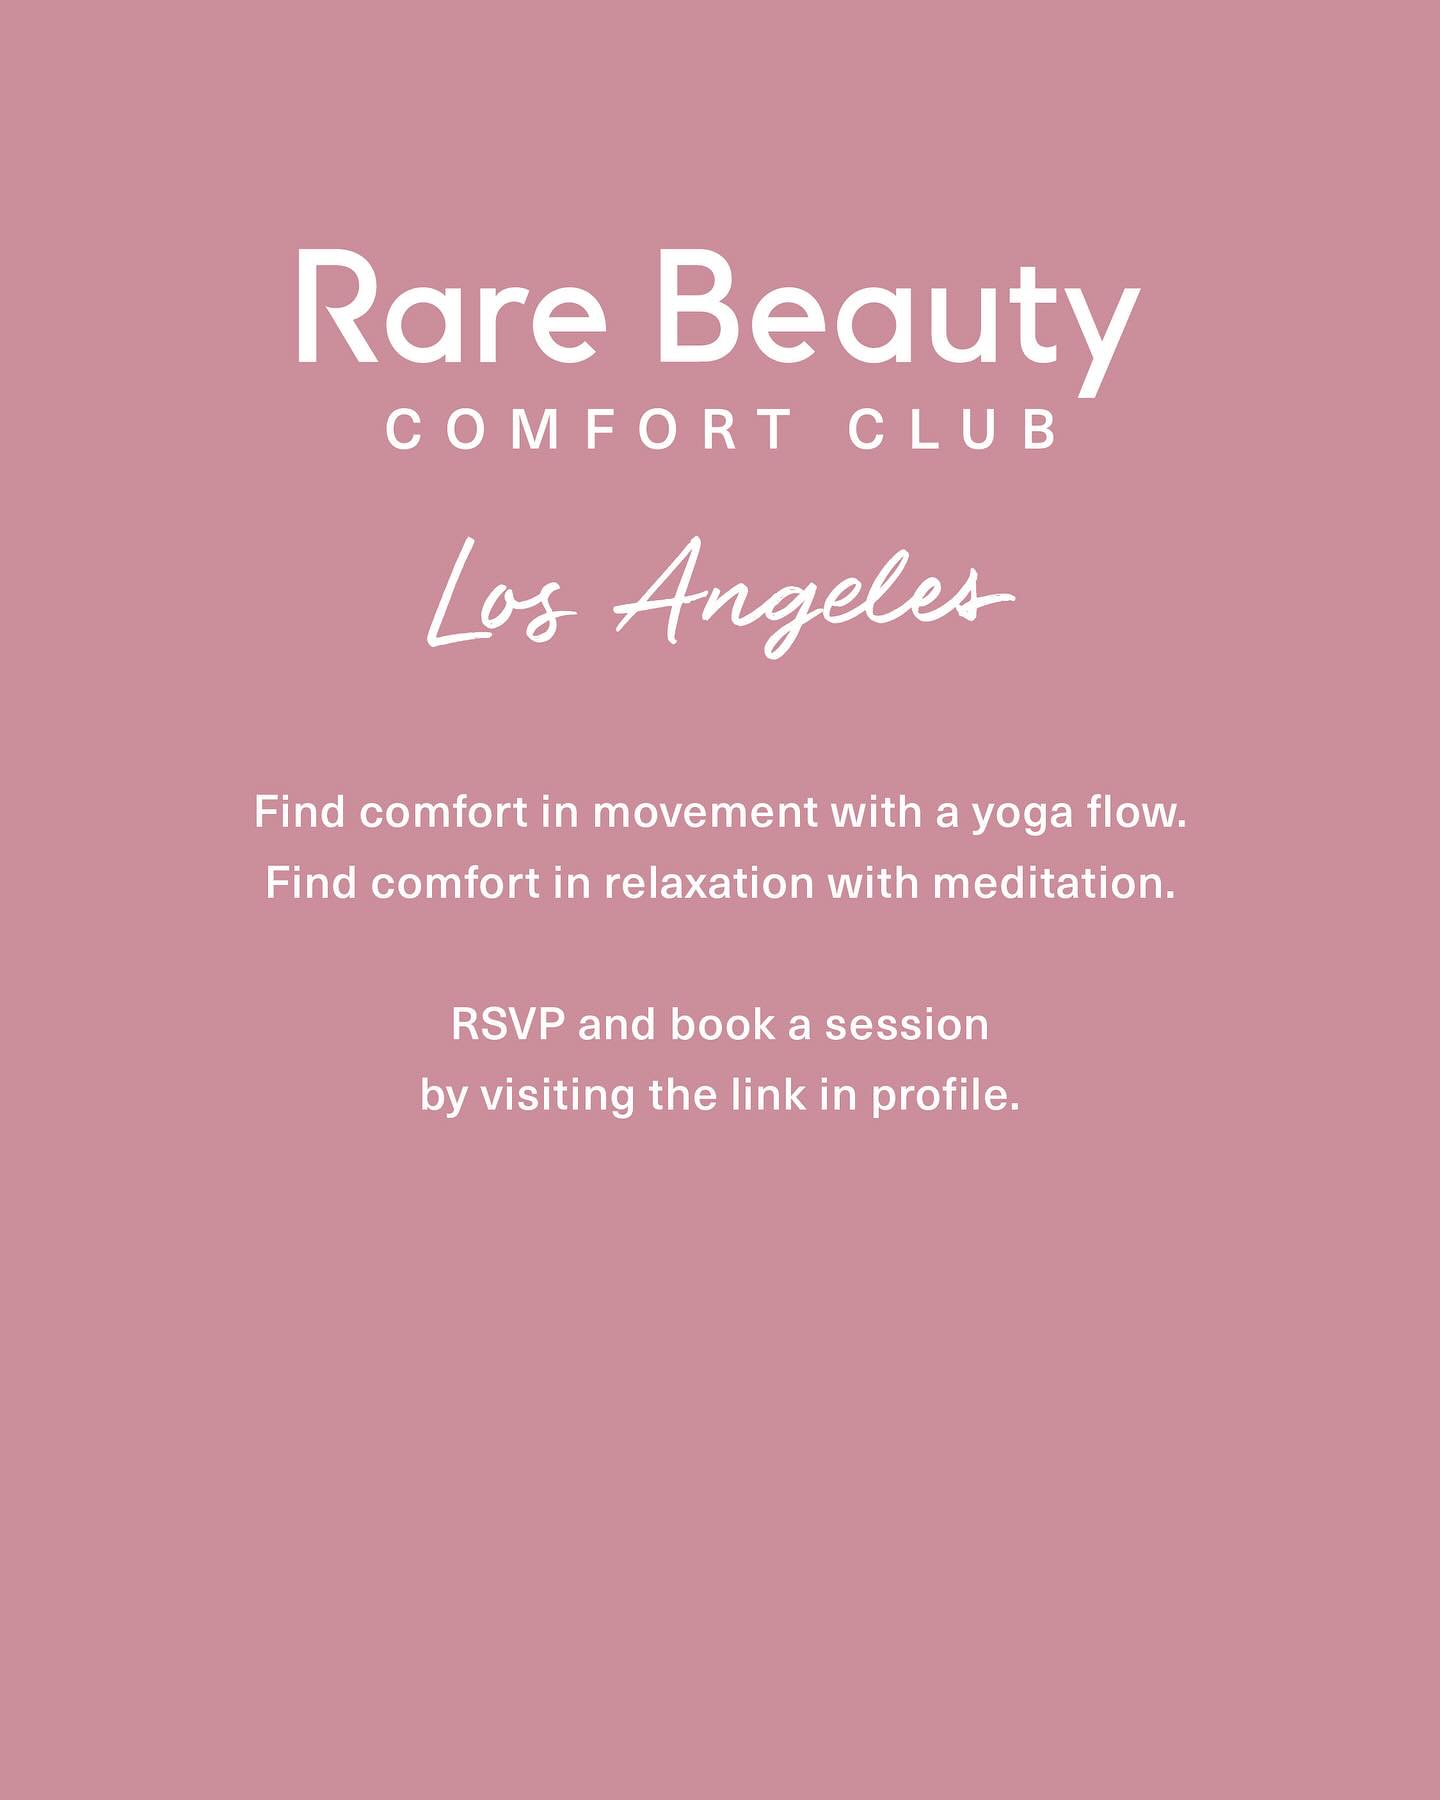 Rare Beauty
COMFORT CLUB
Los Angeles
Find comfort in movement with a yoga flow.
Find comfort in relaxation with meditation.
RSVP and book a session
by visiting the link in profile.